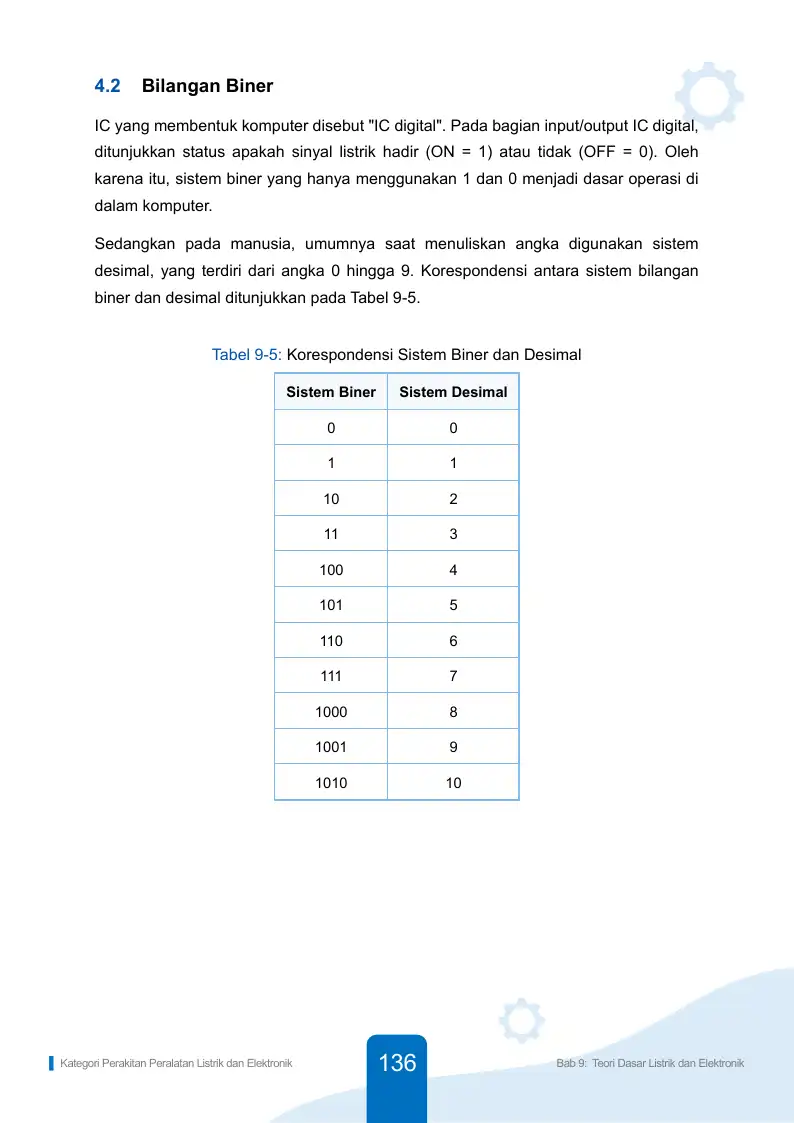 4.2 Bilangan Biner
IC yang membentuk komputer disebut "IC digital". Pada bagian input/output IC digital,
ditunjukkan status apakah sinyal listrik hadir (ON = 1) atau tidak (OFF = 0). Oleh
karena itu, sistem biner yang hanya menggunakan 1 dan 0 menjadi dasar operasi di
dalam komputer.
Sedangkan pada manusia, umumnya saat menuliskan angka digunakan sistem
desimal, yang terdiri dari angka 0 hingga 9. Korespondensi antara sistem bilangan
biner dan desimal ditunjukkan pada Tabel 9-5.
Tabel 9-5: Korespondensi Sistem Biner dan Desimal
Sistem Biner Sistem Desimal
0 0
1 1
10 2
11 3
100 4
101 5
110 6
111 7
1000 8
1001 9
1010 10
Kategori Perakitan Peralatan Listrik dan Elektronik 136 Bab 9: Teori Dasar Listrik dan Elektronik